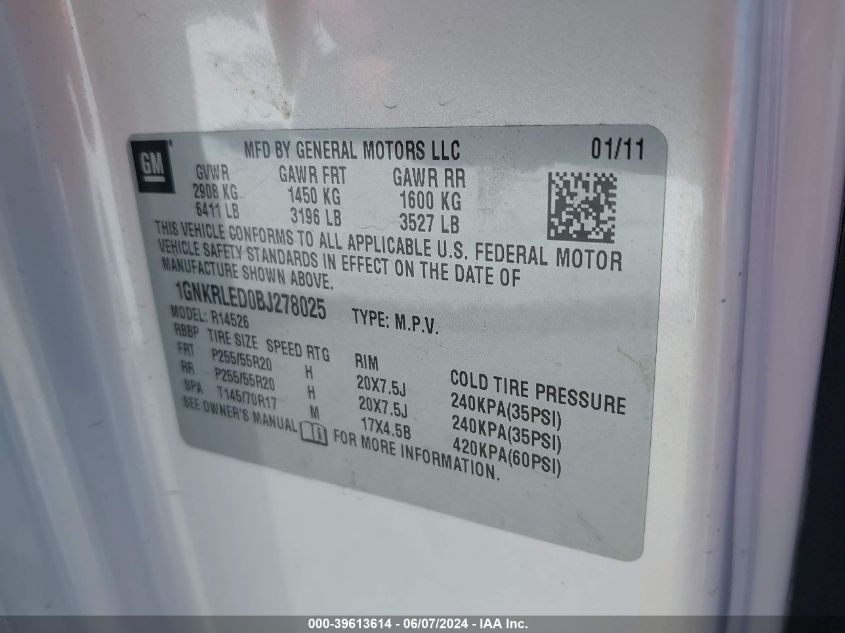 GM
MFD BY GENERAL MOTORS LLC 01/11
GVWR GAWR FRT GAWR RR
2908 KG 1450 KG 1600 KG
6411 LB 3196 LB 3527 LB
THIS VEHICLE CONFORMS TO ALL APPLICABLE U.S. FEDERAL MOTOR
VEHICLE SAFETY STANDARDS IN EFFECT ON THE DATE OF
MANUFACTURE SHOWN ABOVE.
1GNKRLED0BJ278025 TYPE: M.P.V.
MODEL: R14526
RBBP TIRE SIZE SPEED RTG RIM COLD TIRE PRESSURE
FRT P255/55R20 H 20X7.5J 240KPA(35PSI)
RR P255/55R20 H 20X7.5J 240KPA(35PSI)
SPA T145/70R17 M 17X4.5B 420KPA(60PSI)
SEE OWNER'S MANUAL i FOR MORE INFORMATION.
000-39613614 - 06/07/2024 - IAA Inc.